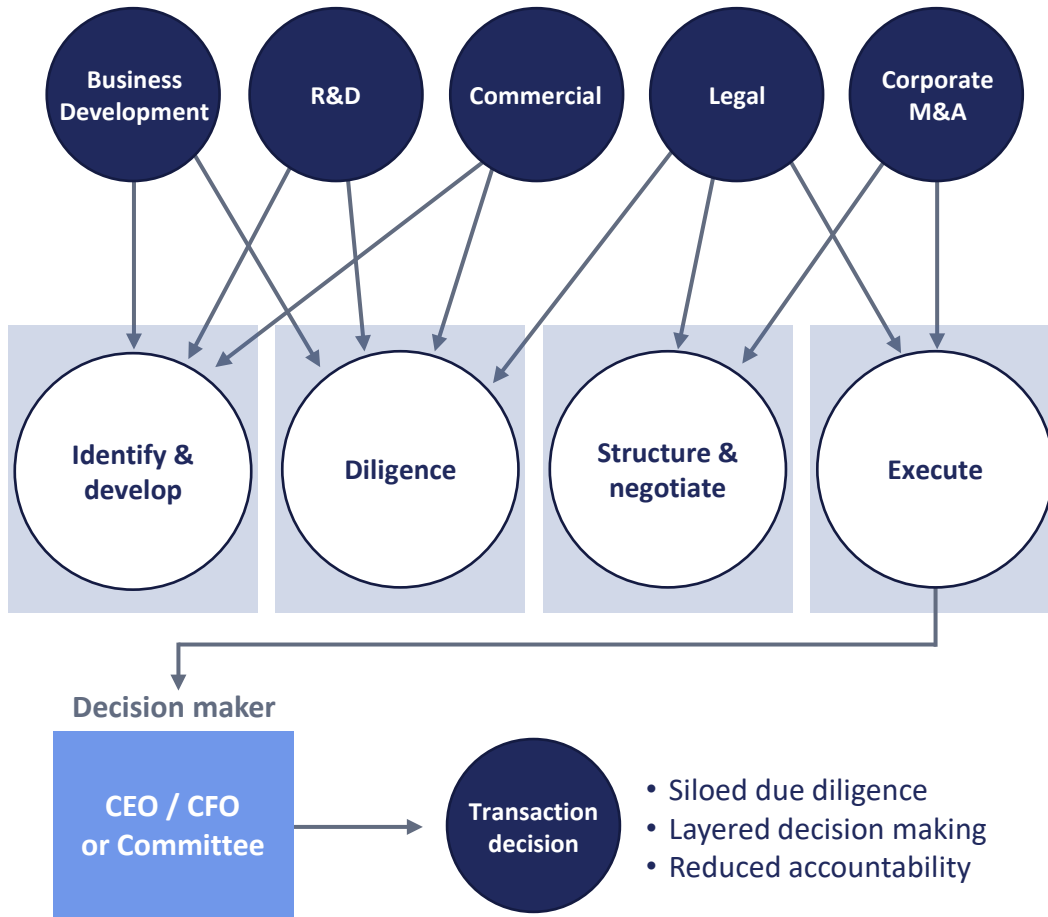 Business
Development
R&D
Commercial
Legal
Corporate
M&A
Identify &
develop
Diligence
Structure &
negotiate
Execute
Decision maker
CEO / CFO
or Committee
Transaction
decision
• Siloed due diligence
• Layered decision making
• Reduced accountability